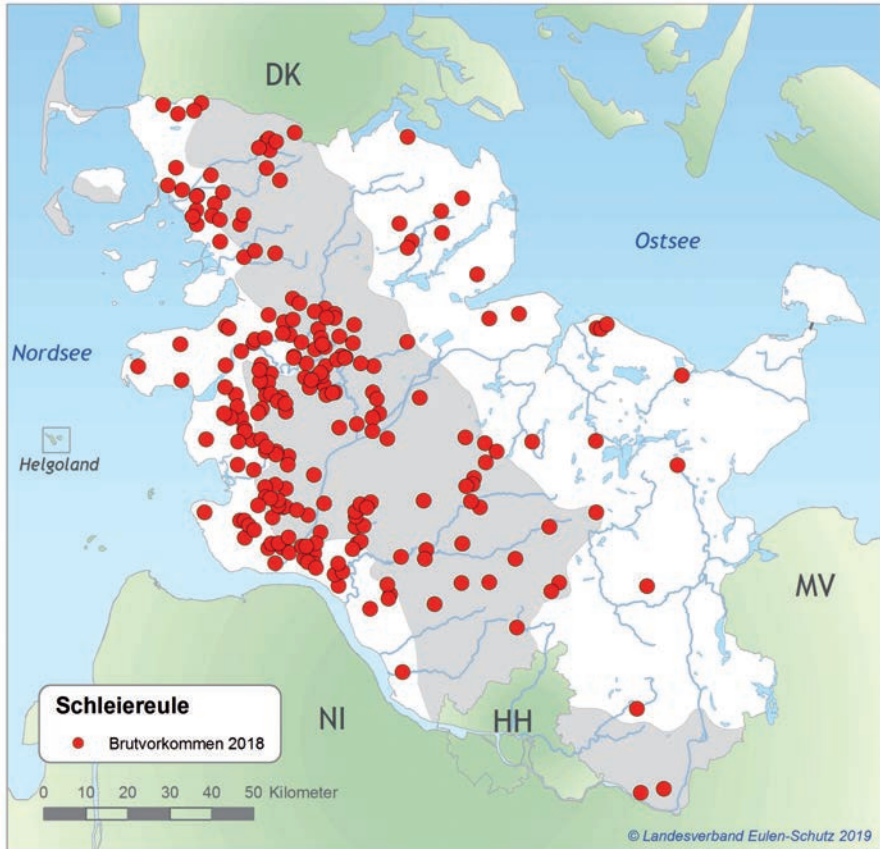 DK
Ostsee
Nordsee
Helgoland
MV
NI
HH
Schleiereule
Brutvorkommen 2018
0 10 20 30 40 50 Kilometer
© Landesverband Eulen-Schutz 2019